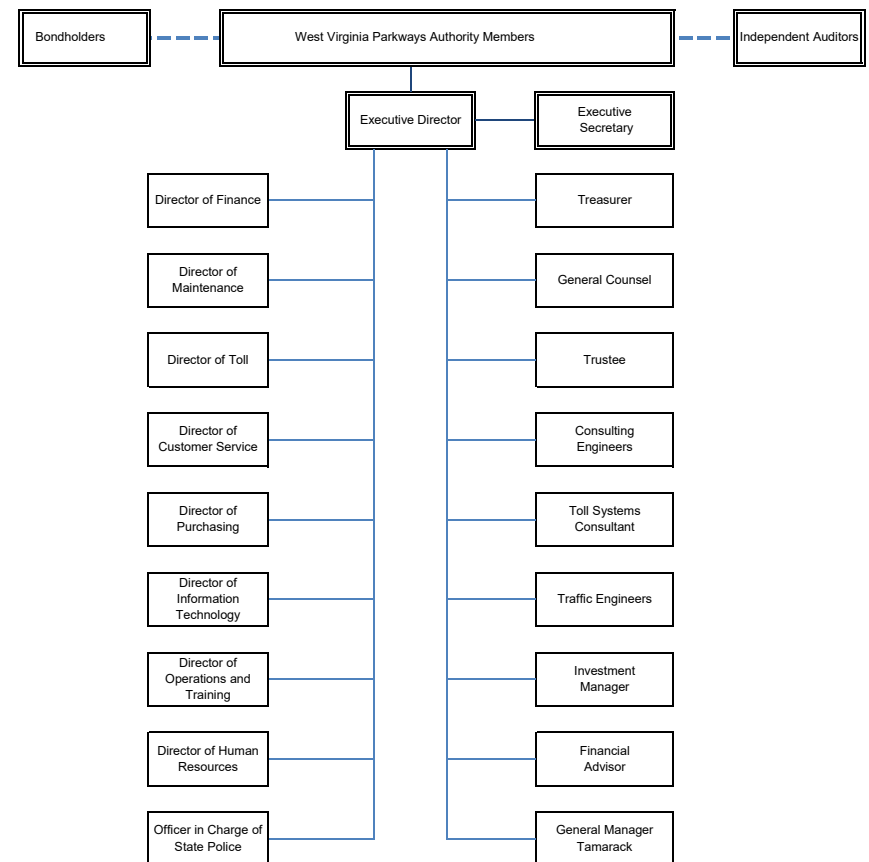 Bondholders
West Virginia Parkways Authority Members
Independent Auditors
Executive Director
Executive
Secretary
Director of Finance
Treasurer
Director of
Maintenance
General Counsel
Director of Toll
Trustee
Director of
Customer Service
Consulting
Engineers
Director of
Purchasing
Toll Systems
Consultant
Director of
Information
Technology
Traffic Engineers
Director of
Operations and
Training
Investment
Manager
Director of Human
Resources
Financial
Advisor
Officer in Charge of
State Police
General Manager
Tamarack